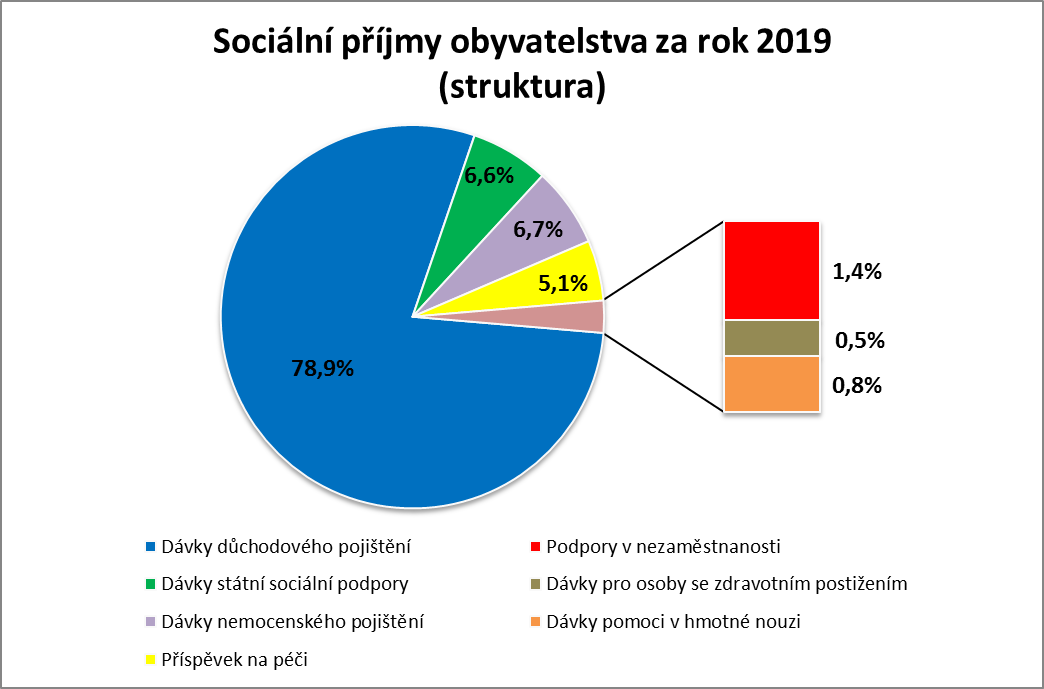 Sociální příjmy obyvatelstva za rok 2019
(struktura)
6,6%
6,7%
5,1%
78,9%
1,4%
0,5%
0,8%
Dávky důchodového pojištění
Podpory v nezaměstnanosti
Dávky státní sociální podpory
Dávky pro osoby se zdravotním postižením
Dávky nemocenského pojištění
Dávky pomoci v hmotné nouzi
Příspěvek na péči